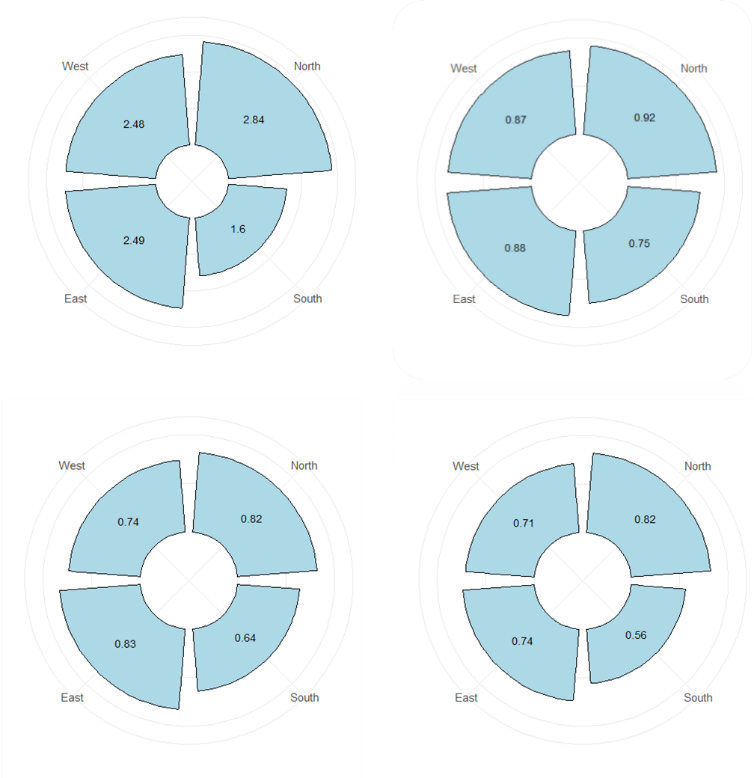 West North
2.48 2.84
2.49 1.6
East South
West North
0.87 0.92
0.88 0.75
East South
West North
0.74 0.82
0.83 0.64
East South
West North
0.71 0.82
0.74 0.56
East South